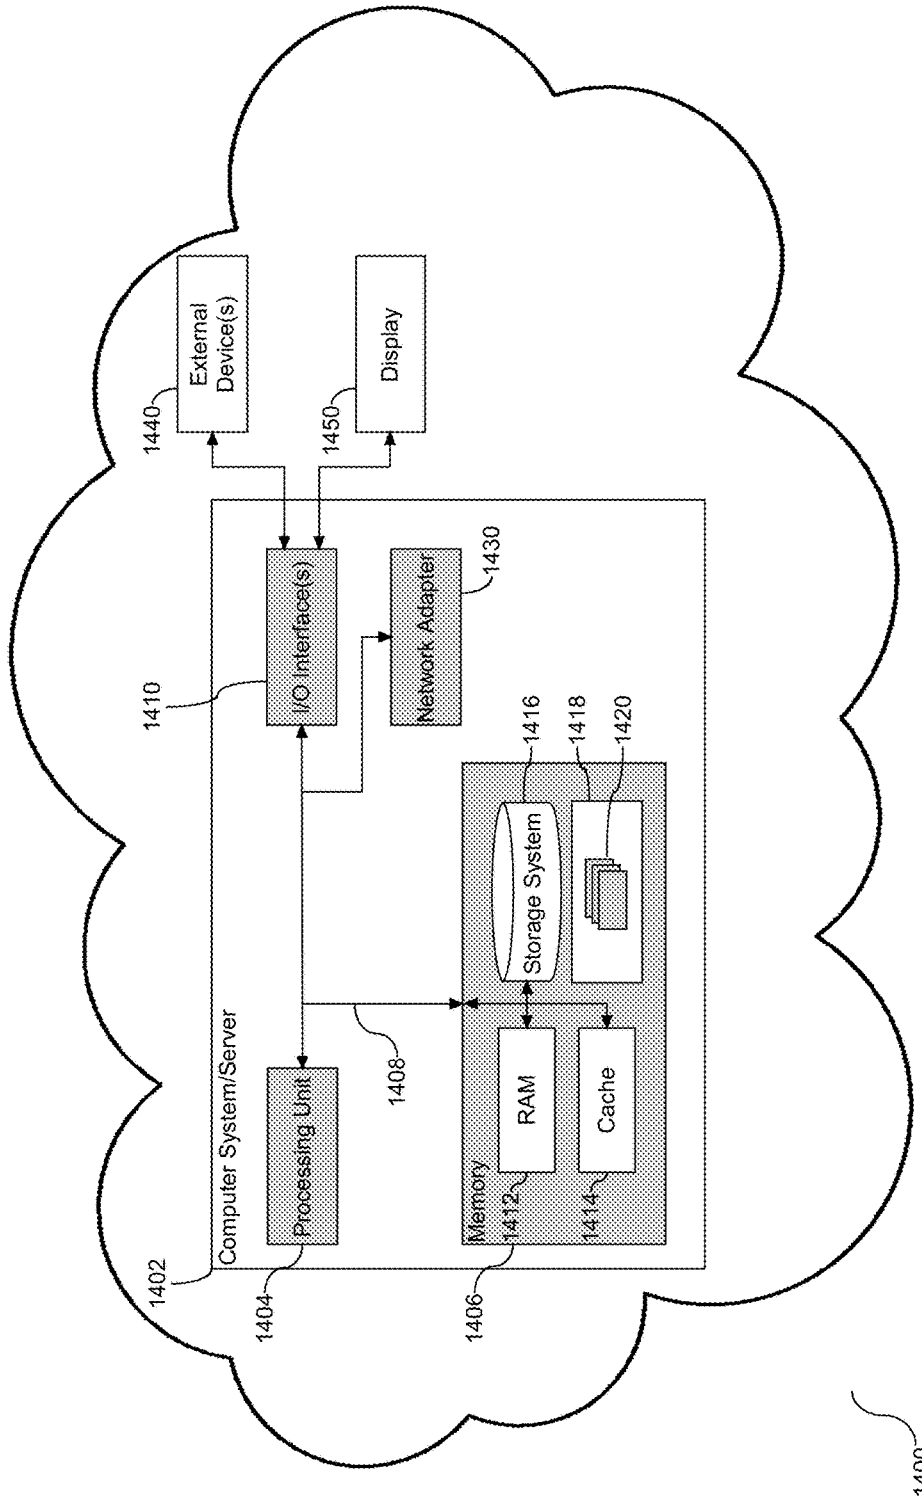 1402
Computer System/Server
1404
Processing Unit
1410
I/O Interface(s)
1440
External
Device(s)
1450
Display
1408
Network Adapter
1430
1406
Memory
1412
RAM
Storage System
1416
1414
Cache
1418
1420